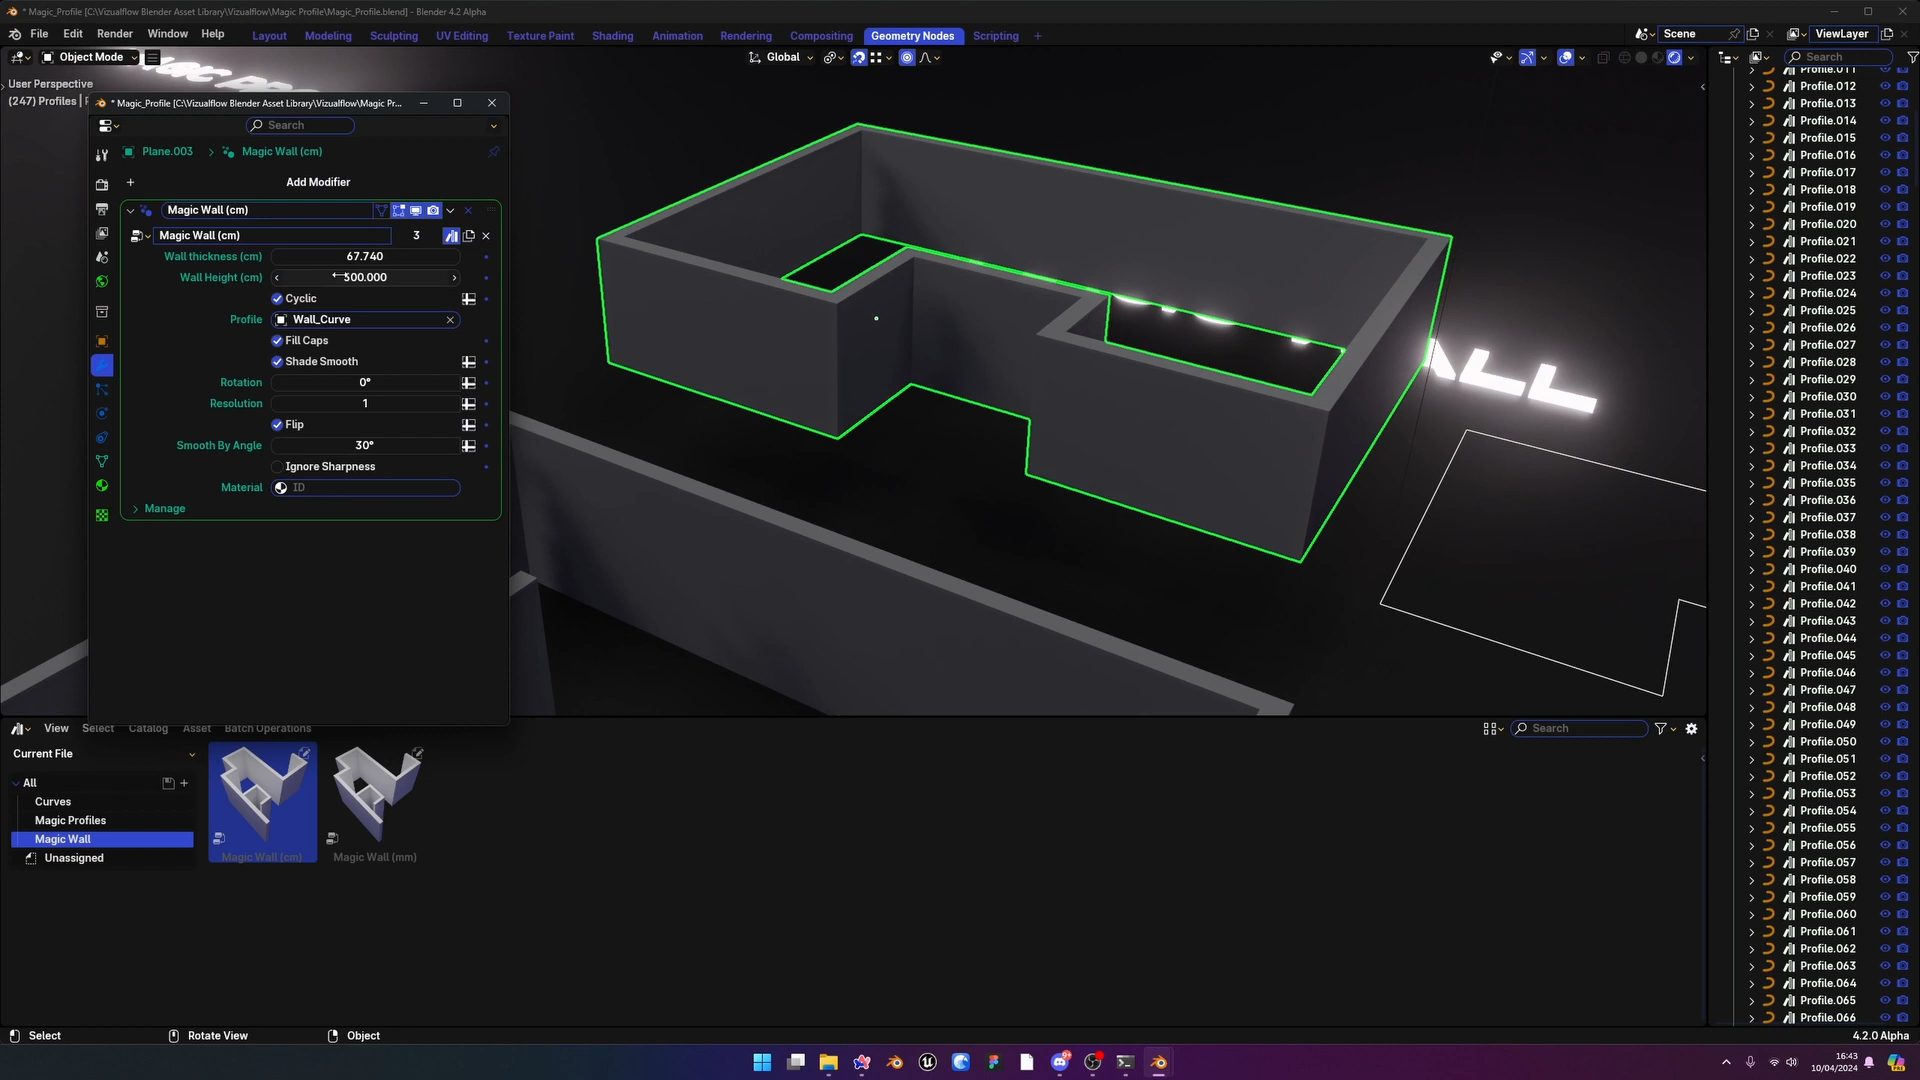 * Magic_Profile [C:\Vizualflow Blender Asset Library\Vizualflow\Magic Profile\Magic_Profile.blend] - Blender 4.2 Alpha
File Edit Render Window Help Layout Modeling Sculpting UV Editing Texture Paint Shading Animation Rendering Compositing Geometry Nodes Scripting + Scene ViewLayer
Object Mode Global Search
User Perspective
(247) Profiles |
* Magic_Profile [C:\Vizualflow Blender Asset Library\Vizualflow\Magic Pr...
Search
Plane.003 > Magic Wall (cm)
+ Add Modifier
Magic Wall (cm)
Magic Wall (cm) 3
Wall thickness (cm) 67.740
Wall Height (cm) 500.000
Cyclic
Profile Wall_Curve
Fill Caps
Shade Smooth
Rotation 0°
Resolution 1
Flip
Smooth By Angle 30°
Ignore Sharpness
Material ID
Manage
ALL
Profile.011
Profile.012
Profile.013
Profile.014
Profile.015
Profile.016
Profile.017
Profile.018
Profile.019
Profile.020
Profile.021
Profile.022
Profile.023
Profile.024
Profile.025
Profile.026
Profile.027
Profile.028
Profile.029
Profile.030
Profile.031
Profile.032
Profile.033
Profile.034
Profile.035
Profile.036
Profile.037
Profile.038
Profile.039
Profile.040
Profile.041
Profile.042
Profile.043
Profile.044
Profile.045
Profile.046
Profile.047
Profile.048
Profile.049
Profile.050
Profile.051
Profile.052
Profile.053
Profile.054
Profile.055
Profile.056
Profile.057
Profile.058
Profile.059
Profile.060
Profile.061
Profile.062
Profile.063
Profile.064
Profile.065
Profile.066
View Select Catalog Asset Batch Operations Search
Current File
All
Curves
Magic Profiles
Magic Wall
Unassigned
Magic Wall (cm) Magic Wall (mm)
Select Rotate View Object 4.2.0 Alpha
16:43
10/04/2024